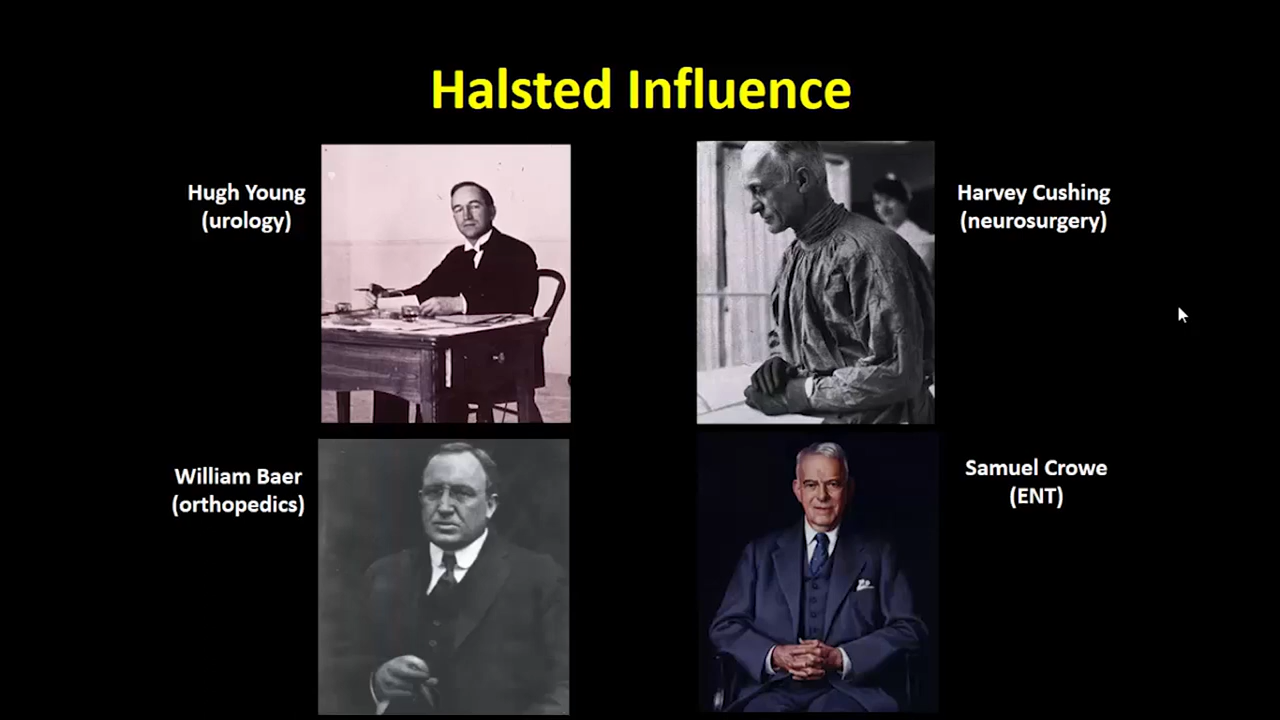 Halsted Influence
Hugh Young
(urology)
Harvey Cushing
(neurosurgery)
William Baer
(orthopedics)
Samuel Crowe
(ENT)